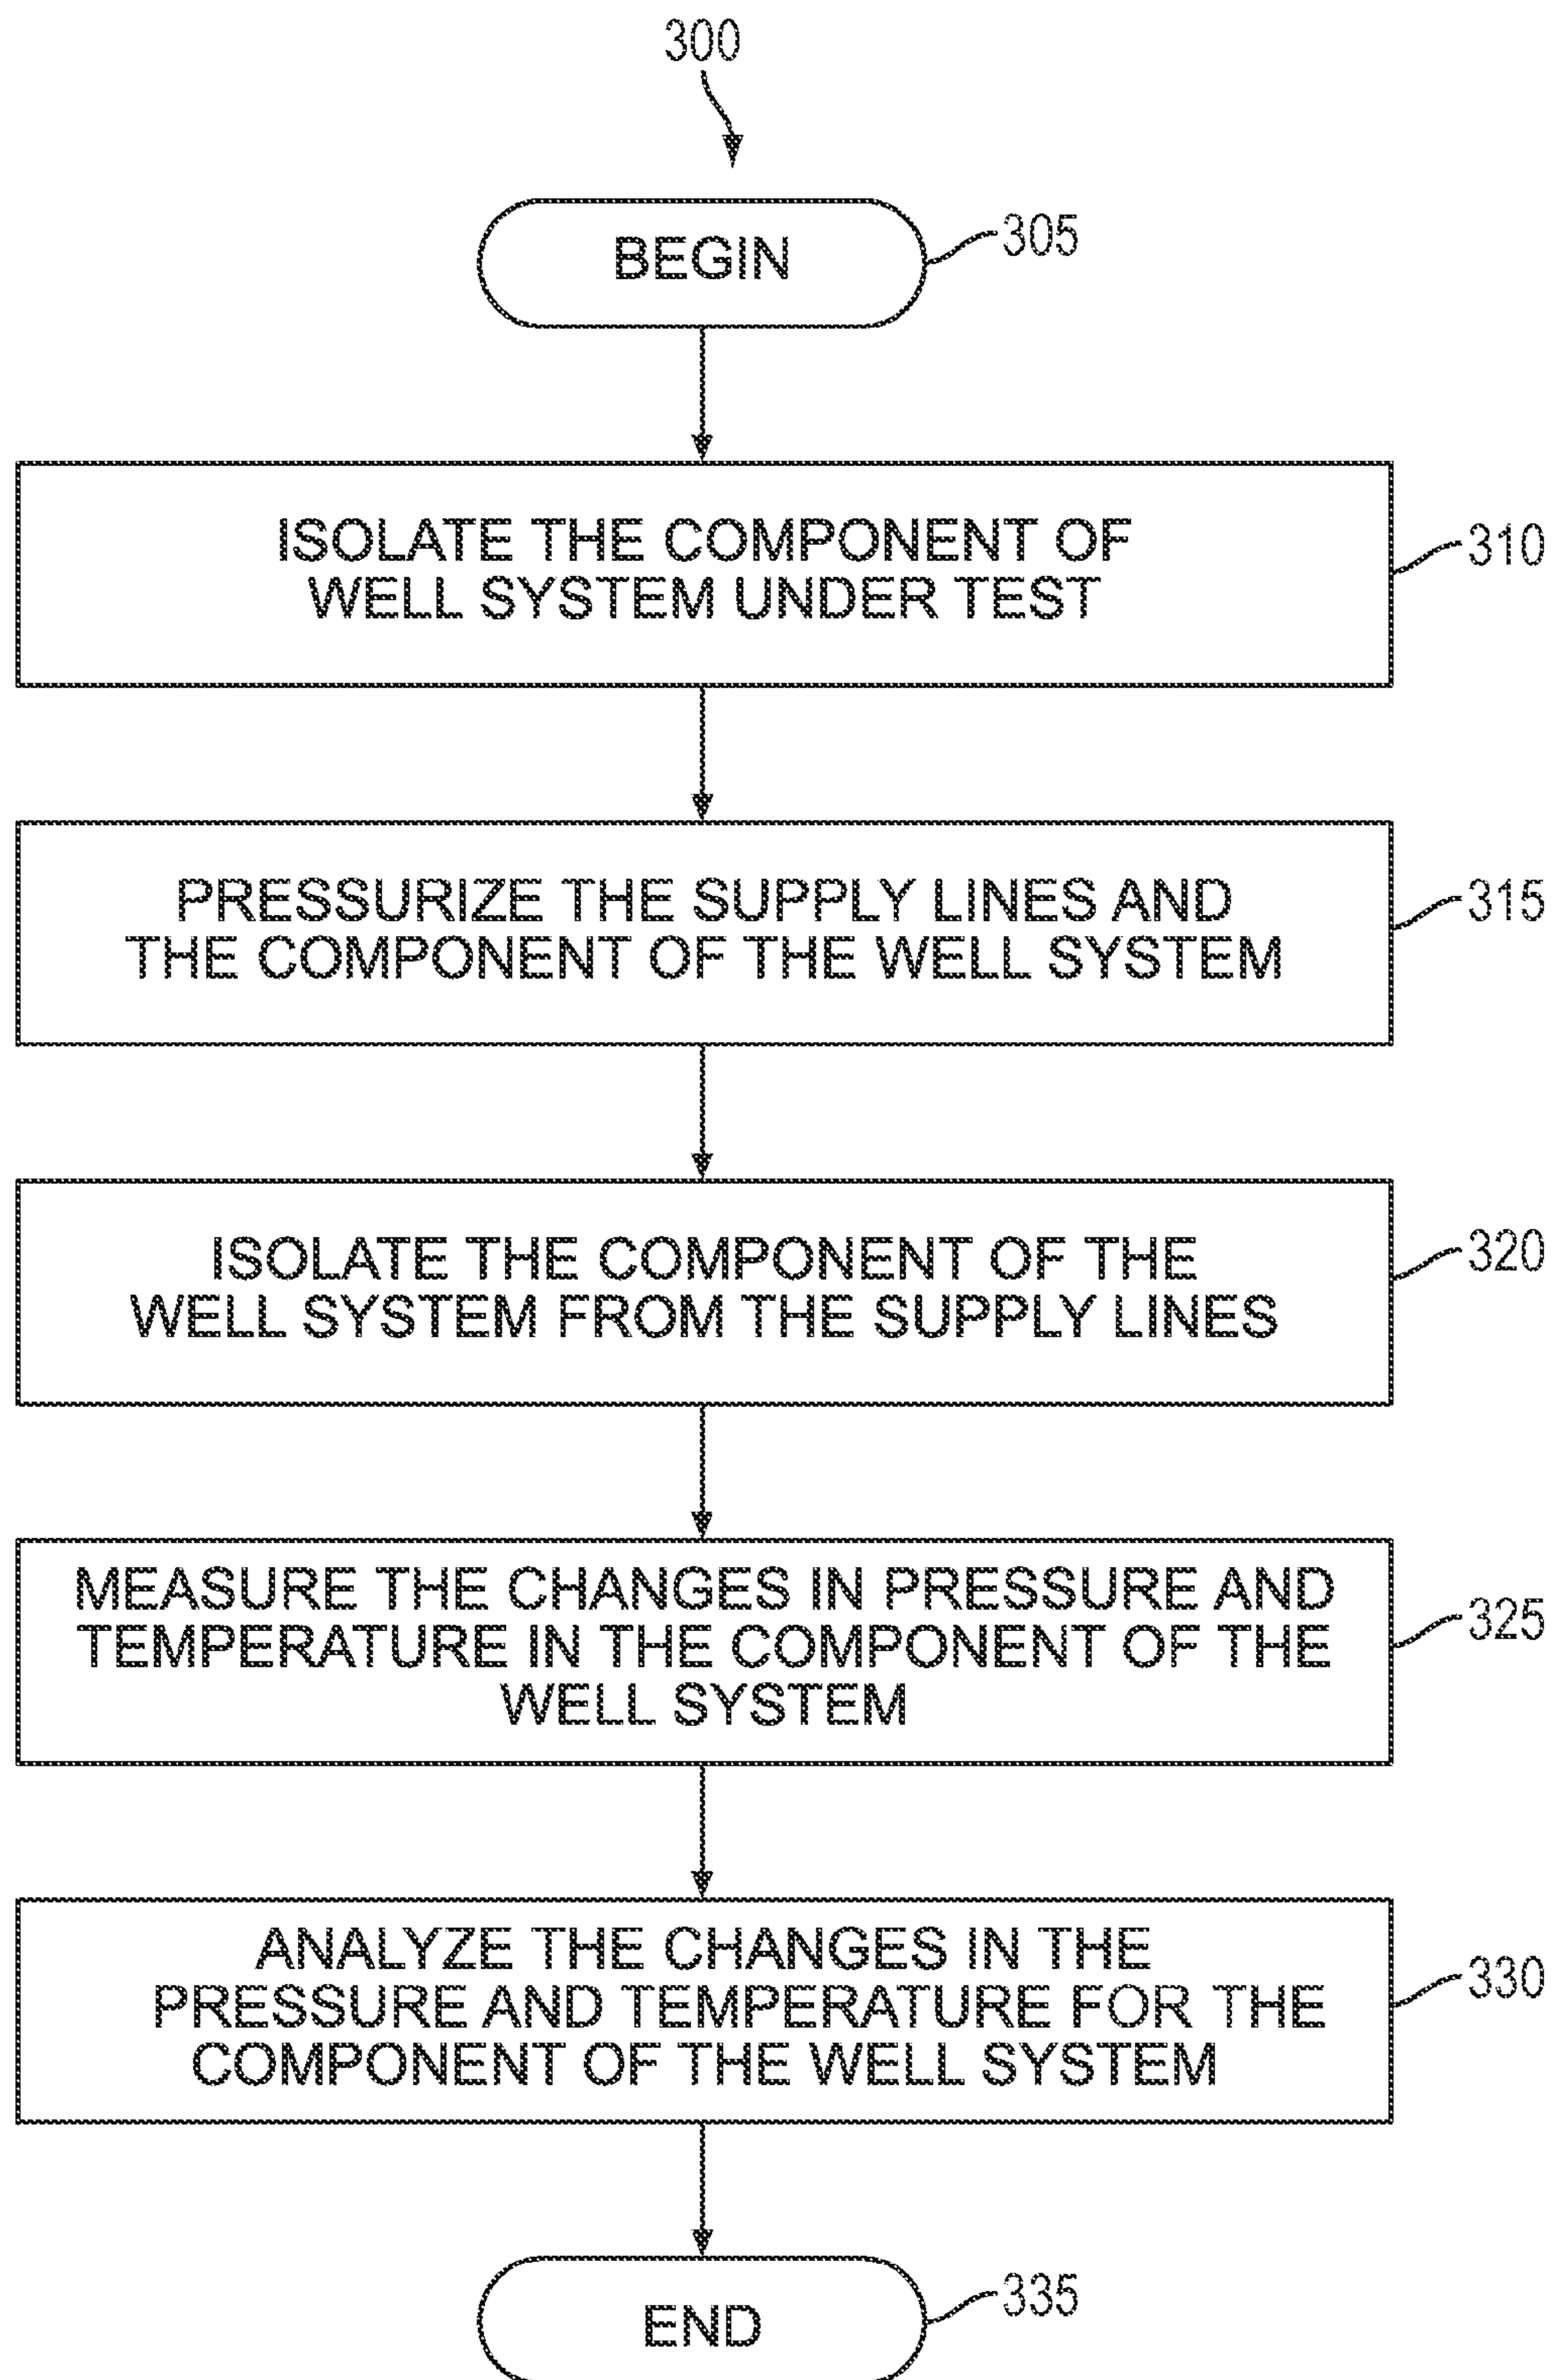 300
BEGIN
305
ISOLATE THE COMPONENT OF
WELL SYSTEM UNDER TEST
310
PRESSURIZE THE SUPPLY LINES AND
THE COMPONENT OF THE WELL SYSTEM
315
ISOLATE THE COMPONENT OF THE
WELL SYSTEM FROM THE SUPPLY LINES
320
MEASURE THE CHANGES IN PRESSURE AND
TEMPERATURE IN THE COMPONENT OF THE
WELL SYSTEM
325
ANALYZE THE CHANGES IN THE
PRESSURE AND TEMPERATURE FOR THE
COMPONENT OF THE WELL SYSTEM
330
END
335